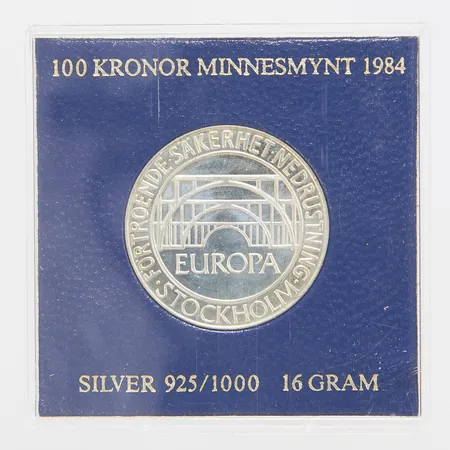 100 KRONOR MINNESMYNT 1984
·FÖRTROENDE·SÄKERHET·NEDRUSTNING·
EUROPA
STOCKHOLM
SILVER 925/1000 16 GRAM